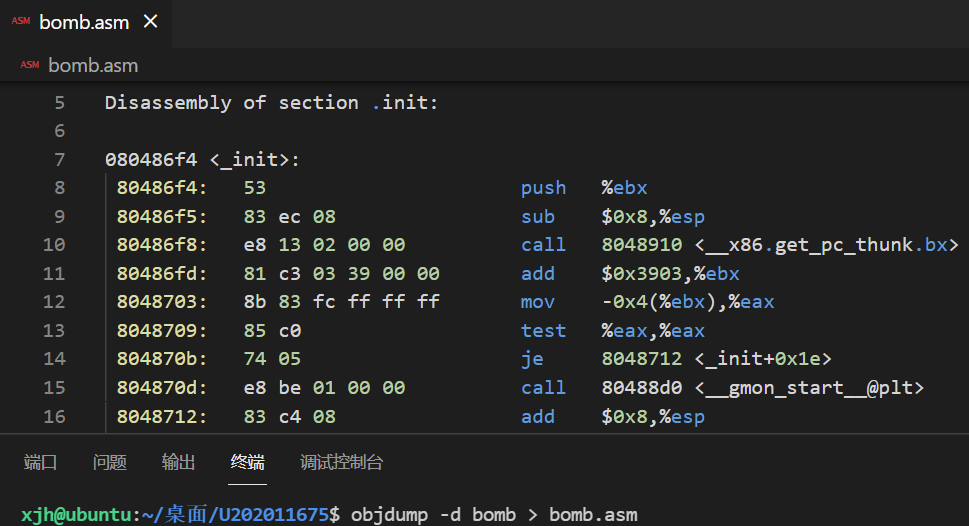 ASM bomb.asm ×
ASM bomb.asm
5 Disassembly of section .init:
6
7 080486f4 <_init>:
8 80486f4: 53 push %ebx
9 80486f5: 83 ec 08 sub $0x8,%esp
10 80486f8: e8 13 02 00 00 call 8048910 <__x86.get_pc_thunk.bx>
11 80486fd: 81 c3 03 39 00 00 add $0x3903,%ebx
12 8048703: 8b 83 fc ff ff ff mov -0x4(%ebx),%eax
13 8048709: 85 c0 test %eax,%eax
14 804870b: 74 05 je 8048712 <_init+0x1e>
15 804870d: e8 be 01 00 00 call 80488d0 <__gmon_start__@plt>
16 8048712: 83 c4 08 add $0x8,%esp
端口 问题 输出 终端 调试控制台
xjh@ubuntu:~/桌面/U202011675$ objdump -d bomb > bomb.asm